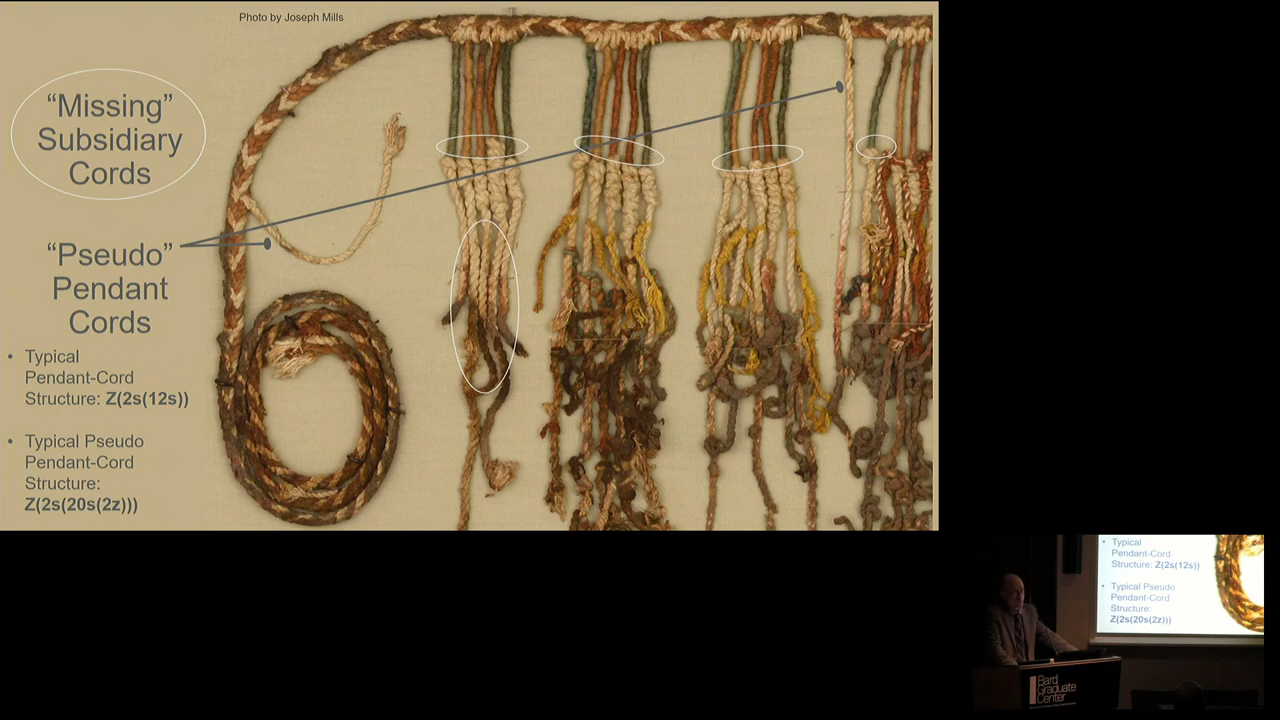 Photo by Joseph Mills
“Missing”
Subsidiary
Cords
“Pseudo”
Pendant
Cords
• Typical
Pendant-Cord
Structure: Z(2s(12s))
• Typical Pseudo
Pendant-Cord
Structure:
Z(2s(20s(2z)))
• Typical
Pendant-Cord
Structure: Z(2s(12s))
• Typical Pseudo
Pendant-Cord
Structure:
Z(2s(20s(2z)))
Bard
Graduate
Center